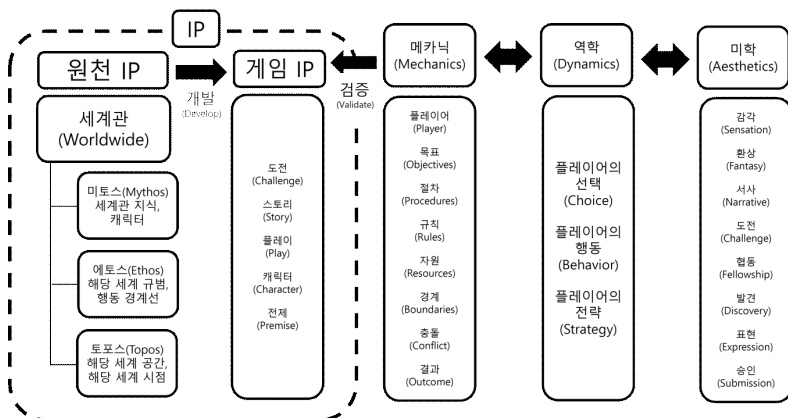 IP
원천 IP
개발
(Develop)
게임 IP
검증
(Validate)
메카닉
(Mechanics)
역학
(Dynamics)
미학
(Aesthetics)
세계관
(Worldwide)
미토스(Mythos)
세계관 지식,
캐릭터
에토스(Ethos)
해당 세계 규범,
행동 경계선
토포스(Topos)
해당 세계 공간,
해당 세계 시점
도전
(Challenge)
스토리
(Story)
플레이
(Play)
캐릭터
(Character)
전제
(Premise)
플레이어
(Player)
목표
(Objectives)
절차
(Procedures)
규칙
(Rules)
자원
(Resources)
경계
(Boundaries)
충돌
(Conflict)
결과
(Outcome)
플레이어의
선택
(Choice)
플레이어의
행동
(Behavior)
플레이어의
전략
(Strategy)
감각
(Sensation)
환상
(Fantasy)
서사
(Narrative)
도전
(Challenge)
협동
(Fellowship)
발견
(Discovery)
표현
(Expression)
승인
(Submission)